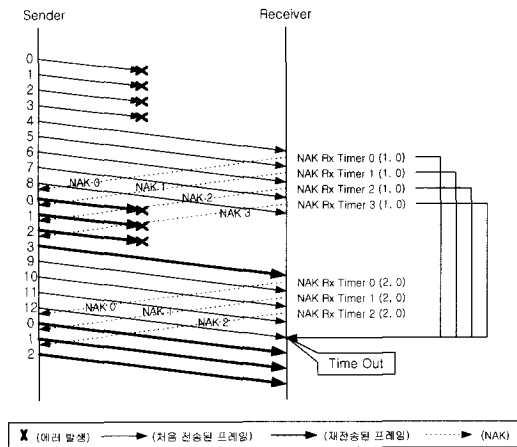 Sender
Receiver
0
1
2
3
4
5
6
7
8
0
1
2
3
9
10
11
12
0
1
2
NAK 0
NAK 1
NAK 2
NAK 3
NAK 0
NAK 1
NAK 2
NAK Rx Timer 0 (1, 0)
NAK Rx Timer 1 (1, 0)
NAK Rx Timer 2 (1, 0)
NAK Rx Timer 3 (1, 0)
NAK Rx Timer 0 (2, 0)
NAK Rx Timer 1 (2, 0)
NAK Rx Timer 2 (2, 0)
Time Out
X (에러 발생) (처음 전송된 프레임) (재전송된 프레임) (NAK)